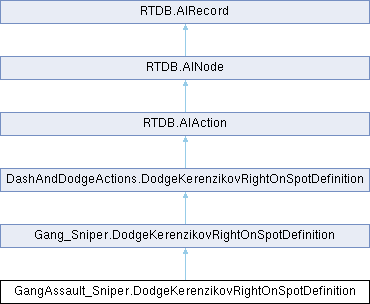 RTDB.AIRecord
RTDB.AINode
RTDB.AIAction
DashAndDodgeActions.DodgeKerenzikovRightOnSpotDefinition
Gang_Sniper.DodgeKerenzikovRightOnSpotDefinition
GangAssault_Sniper.DodgeKerenzikovRightOnSpotDefinition